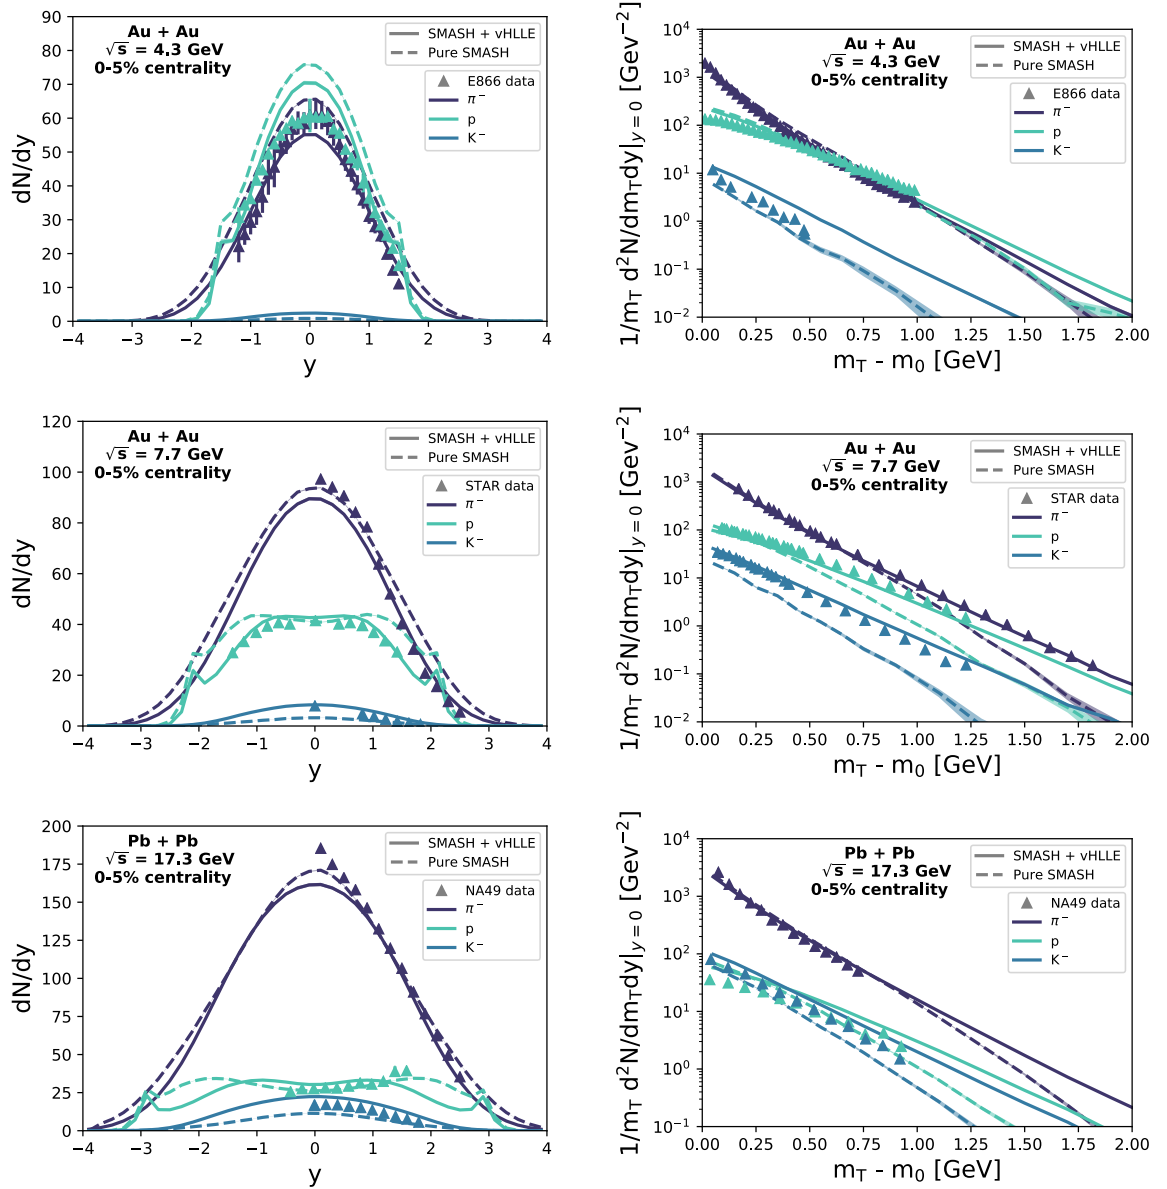 90
80
70
60
50
40
30
20
10
0
dN/dy
Au + Au
√s = 4.3 GeV
0-5% centrality
SMASH + vHLLE
Pure SMASH
E866 data
π⁻
p
K⁻
−4
−3
−2
−1
0
1
2
3
4
y
10⁴
10³
10²
10¹
10⁰
10⁻¹
10⁻²
1/m_T d^2N/dm_Tdy|_{y=0} [Gev⁻²]
Au + Au
√s = 4.3 GeV
0-5% centrality
SMASH + vHLLE
Pure SMASH
E866 data
π⁻
p
K⁻
0.00
0.25
0.50
0.75
1.00
1.25
1.50
1.75
2.00
m_T - m_0 [GeV]
120
100
80
60
40
20
0
dN/dy
Au + Au
√s = 7.7 GeV
0-5% centrality
SMASH + vHLLE
Pure SMASH
STAR data
π⁻
p
K⁻
−4
−3
−2
−1
0
1
2
3
4
y
10⁴
10³
10²
10¹
10⁰
10⁻¹
10⁻²
1/m_T d^2N/dm_Tdy|_{y=0} [Gev⁻²]
Au + Au
√s = 7.7 GeV
0-5% centrality
SMASH + vHLLE
Pure SMASH
STAR data
π⁻
p
K⁻
0.00
0.25
0.50
0.75
1.00
1.25
1.50
1.75
2.00
m_T - m_0 [GeV]
200
175
150
125
100
75
50
25
0
dN/dy
Pb + Pb
√s = 17.3 GeV
0-5% centrality
SMASH + vHLLE
Pure SMASH
NA49 data
π⁻
p
K⁻
−4
−3
−2
−1
0
1
2
3
4
y
10⁴
10³
10²
10¹
10⁰
10⁻¹
1/m_T d^2N/dm_Tdy|_{y=0} [Gev⁻²]
Pb + Pb
√s = 17.3 GeV
0-5% centrality
SMASH + vHLLE
Pure SMASH
NA49 data
π⁻
p
K⁻
0.00
0.25
0.50
0.75
1.00
1.25
1.50
1.75
2.00
m_T - m_0 [GeV]